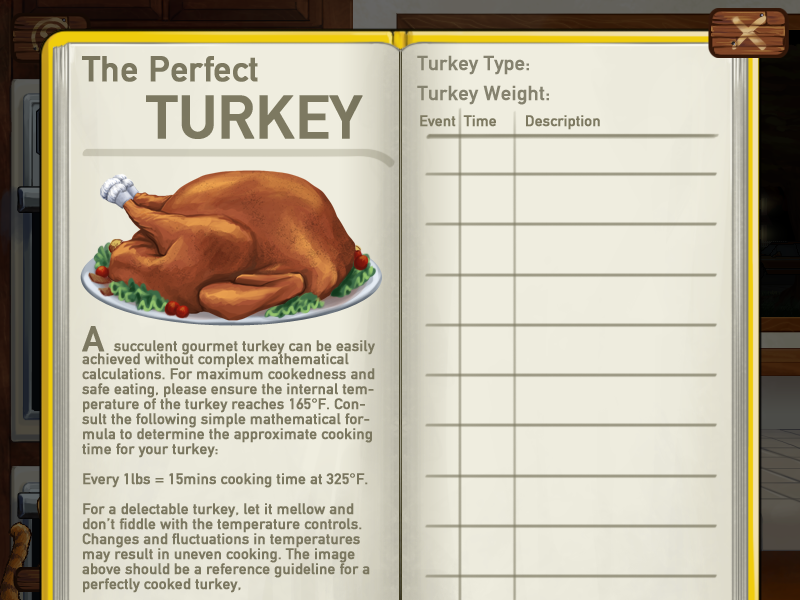 The Perfect
TURKEY
A succulent gourmet turkey can be easily
achieved without complex mathematical
calculations. For maximum cookedness and
safe eating, please ensure the internal tem-
perature of the turkey reaches 165°F. Con-
sult the following simple mathematical for-
mula to determine the approximate cooking
time for your turkey:
Every 1lbs = 15mins cooking time at 325°F.
For a delectable turkey, let it mellow and
don't fiddle with the temperature controls.
Changes and fluctuations in temperatures
may result in uneven cooking. The image
above should be a reference guideline for a
perfectly cooked turkey.
Turkey Type:
Turkey Weight:
Event Time Description